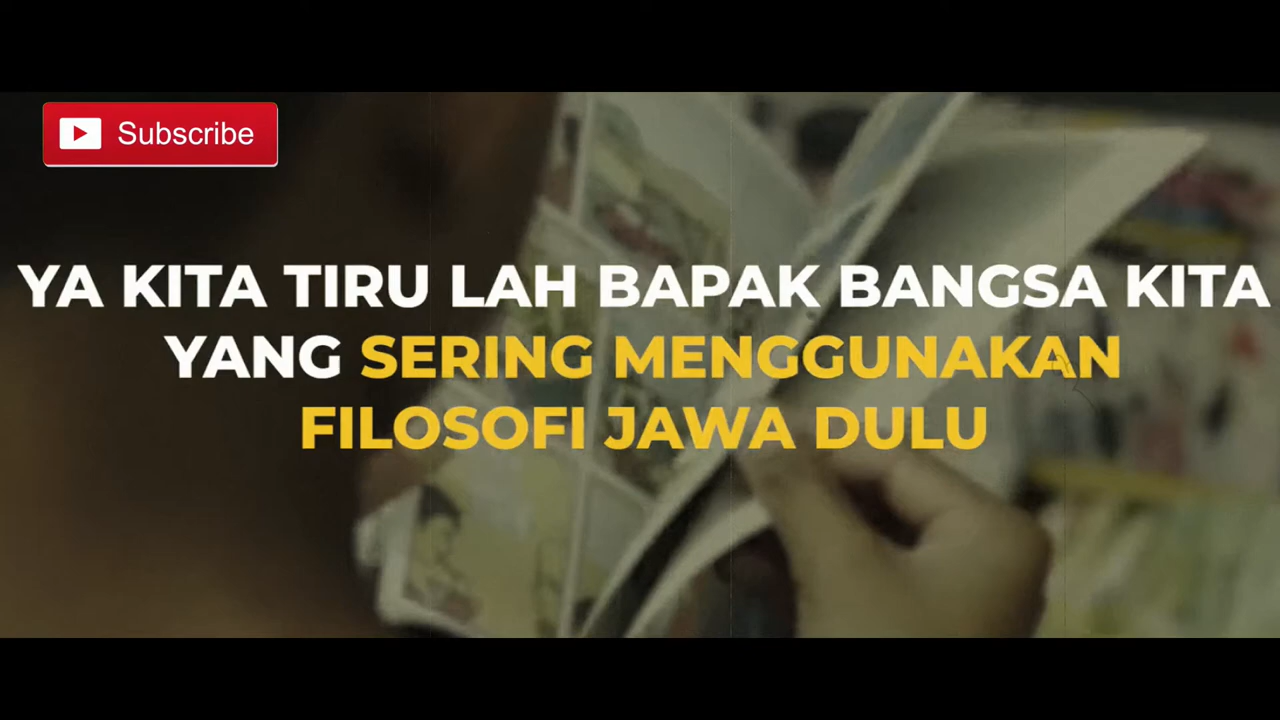 Subscribe
YA KITA TIRU LAH BAPAK BANGSA KITA
YANG SERING MENGGUNAKAN
FILOSOFI JAWA DULU